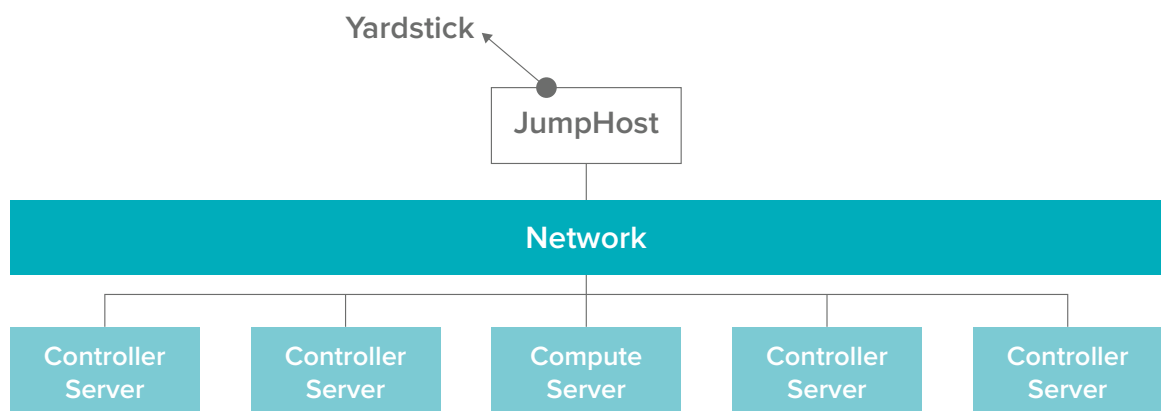 Yardstick
JumpHost
Network
Controller
Server
Controller
Server
Compute
Server
Controller
Server
Controller
Server